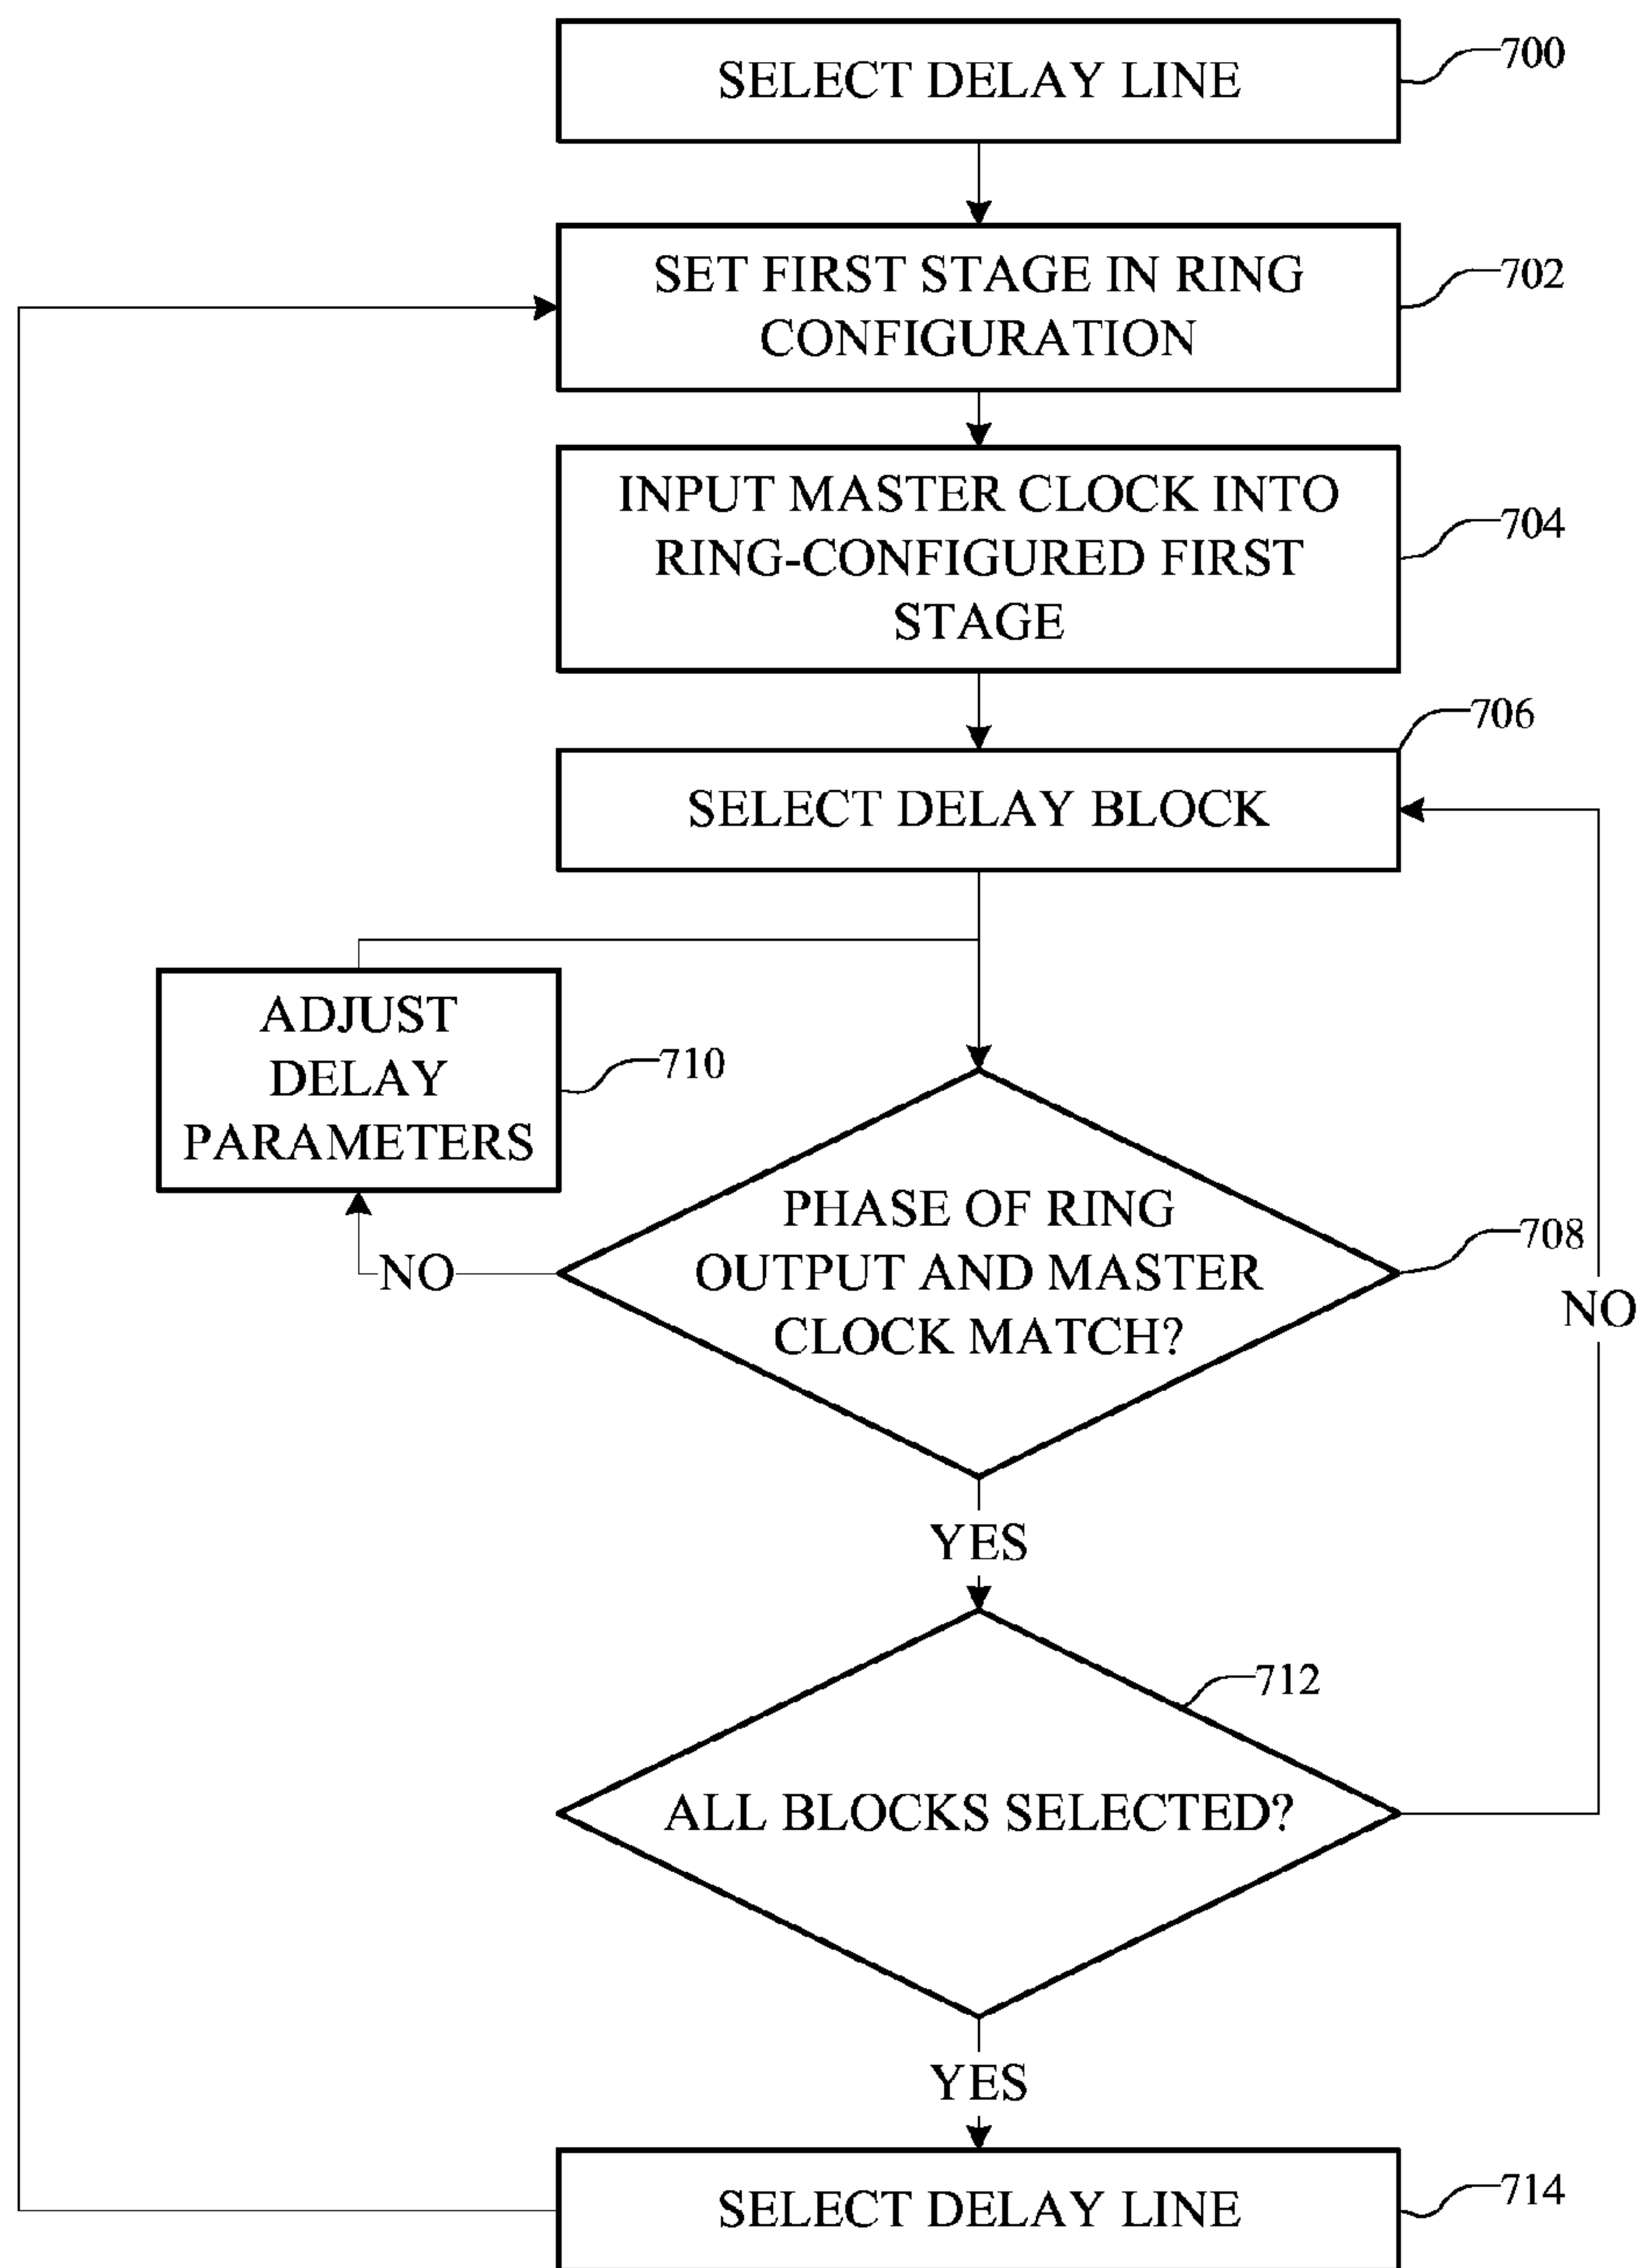 SELECT DELAY LINE
700
SET FIRST STAGE IN RING
CONFIGURATION
702
INPUT MASTER CLOCK INTO
RING-CONFIGURED FIRST
STAGE
704
706
SELECT DELAY BLOCK
ADJUST
DELAY
PARAMETERS
710
PHASE OF RING
OUTPUT AND MASTER
CLOCK MATCH?
708
NO
NO
YES
712
ALL BLOCKS SELECTED?
YES
SELECT DELAY LINE
714